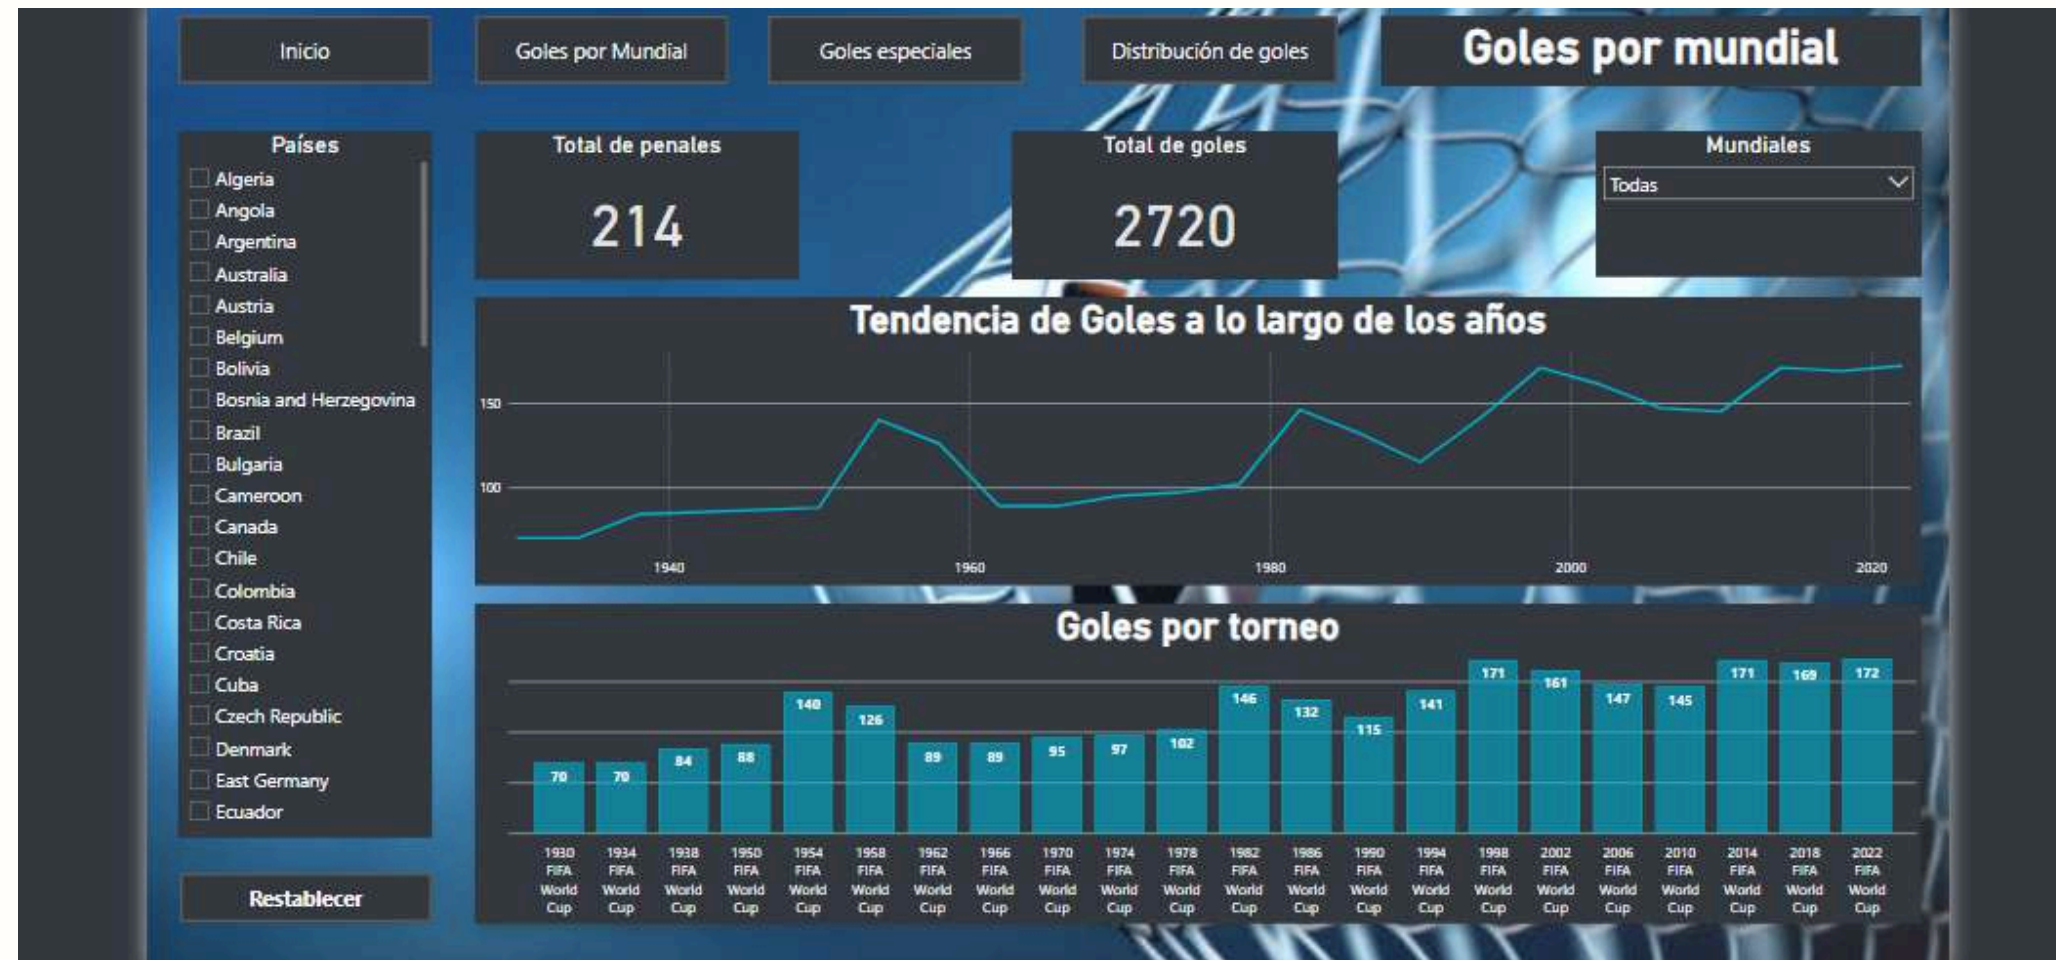 Inicio
Goles por Mundial
Goles especiales
Distribución de goles
Goles por mundial
Países
Algeria
Angola
Argentina
Australia
Austria
Belgium
Bolivia
Bosnia and Herzegovina
Brazil
Bulgaria
Cameroon
Canada
Chile
Colombia
Costa Rica
Croatia
Cuba
Czech Republic
Denmark
East Germany
Ecuador
Restablecer
Total de penales
214
Total de goles
2720
Mundiales
Todas
Tendencia de Goles a lo largo de los años
150
100
1940 1960 1980 2000 2020
Goles por torneo
70 70 84 88 140 126 89 89 95 97 102 146 132 115 141 171 161 147 145 171 169 172
1930 1934 1938 1950 1954 1958 1962 1966 1970 1974 1978 1982 1986 1990 1994 1998 2002 2006 2010 2014 2018 2022
FIFA FIFA FIFA FIFA FIFA FIFA FIFA FIFA FIFA FIFA FIFA FIFA FIFA FIFA FIFA FIFA FIFA FIFA FIFA FIFA FIFA FIFA
World World World World World World World World World World World World World World World World World World World World World World
Cup Cup Cup Cup Cup Cup Cup Cup Cup Cup Cup Cup Cup Cup Cup Cup Cup Cup Cup Cup Cup Cup